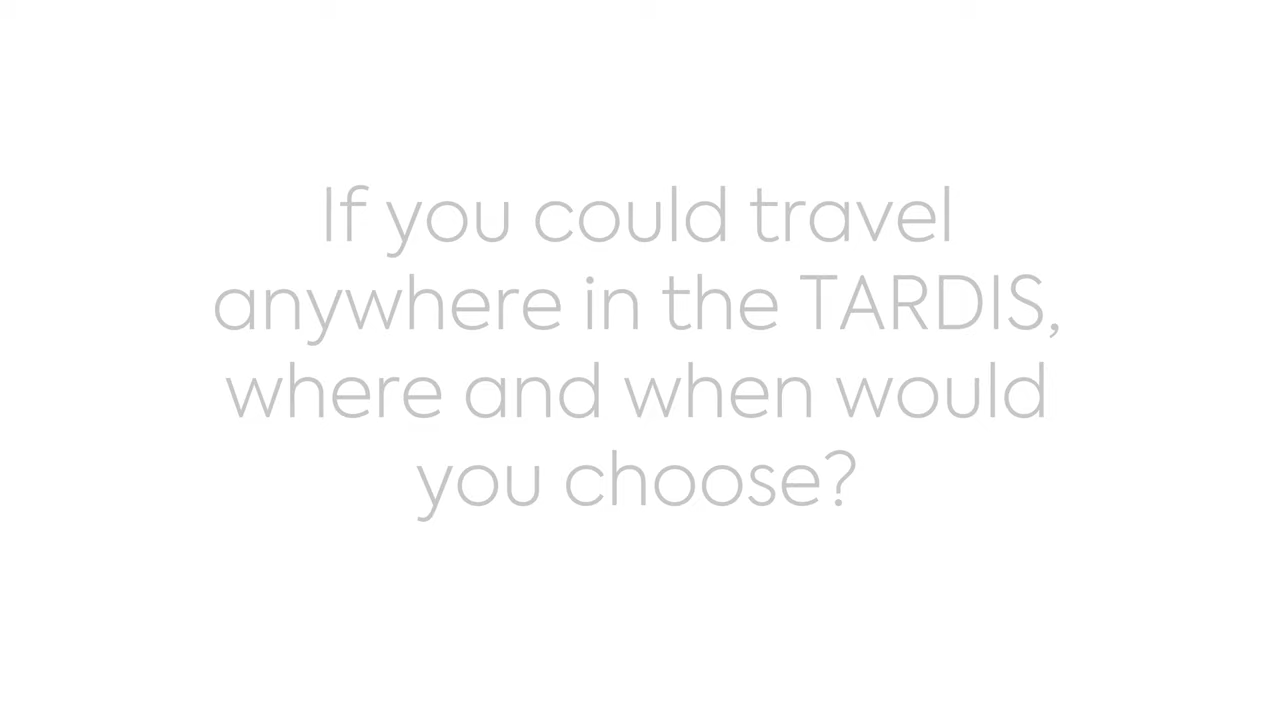 If you could travel
anywhere in the TARDIS,
where and when would
you choose?